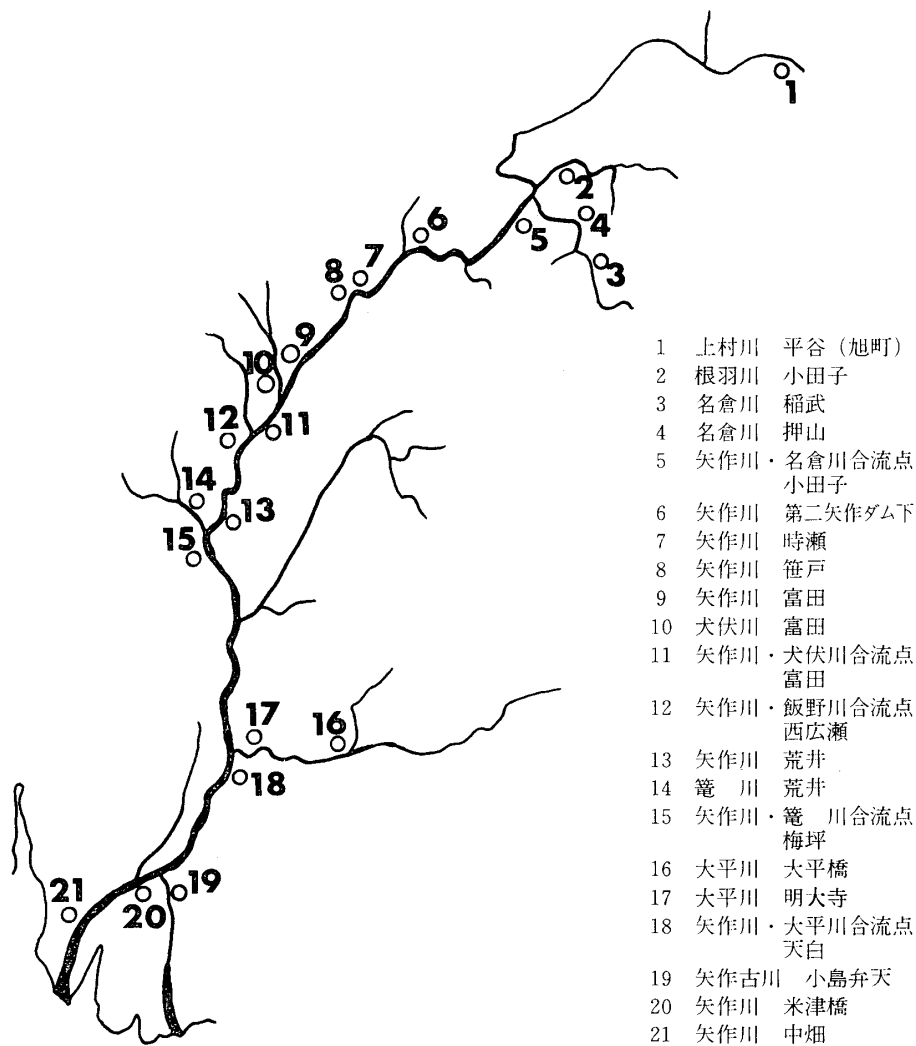 1
2
4
5
3
6
7
8
9
10
11
12
14
13
15
17
16
18
21
20
19
1 上村川 平谷（旭町）
2 根羽川 小田子
3 名倉川 稲武
4 名倉川 押山
5 矢作川・名倉川合流点
小田子
6 矢作川 第二矢作ダム下
7 矢作川 時瀬
8 矢作川 笹戸
9 矢作川 富田
10 犬伏川 富田
11 矢作川・犬伏川合流点
富田
12 矢作川・飯野川合流点
西広瀬
13 矢作川 荒井
14 篭 川 荒井
15 矢作川・篭 川合流点
梅坪
16 大平川 大平橋
17 大平川 明大寺
18 矢作川・大平川合流点
天白
19 矢作古川 小島弁天
20 矢作川 米津橋
21 矢作川 中畑